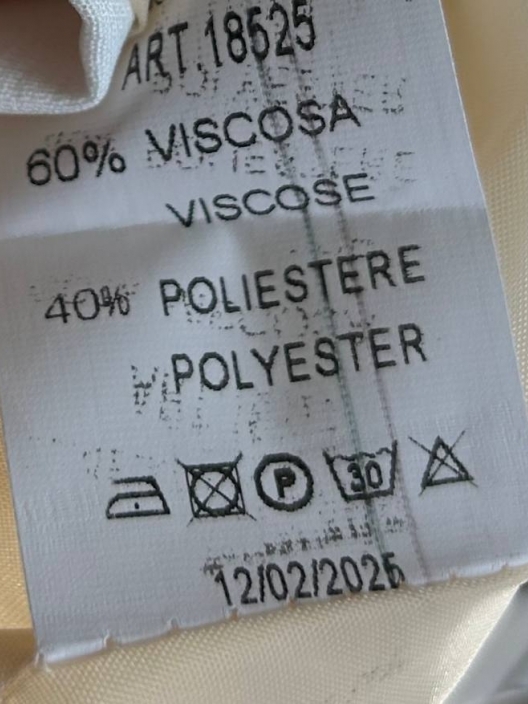 ART.18525
60% VISCOSA
VISCOSE
40% POLIESTERE
POLYESTER
P 30
12/02/2025